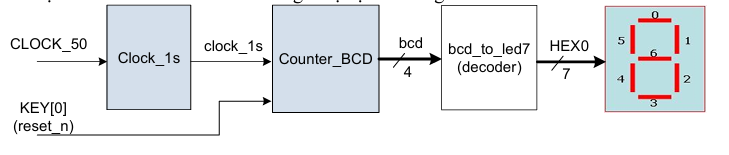 CLOCK_50
Clock_1s
clock_1s
Counter_BCD
bcd
4
bcd_to_led7
(decoder)
HEX0
7
0
5
1
6
4
2
3
KEY[0]
(reset_n)